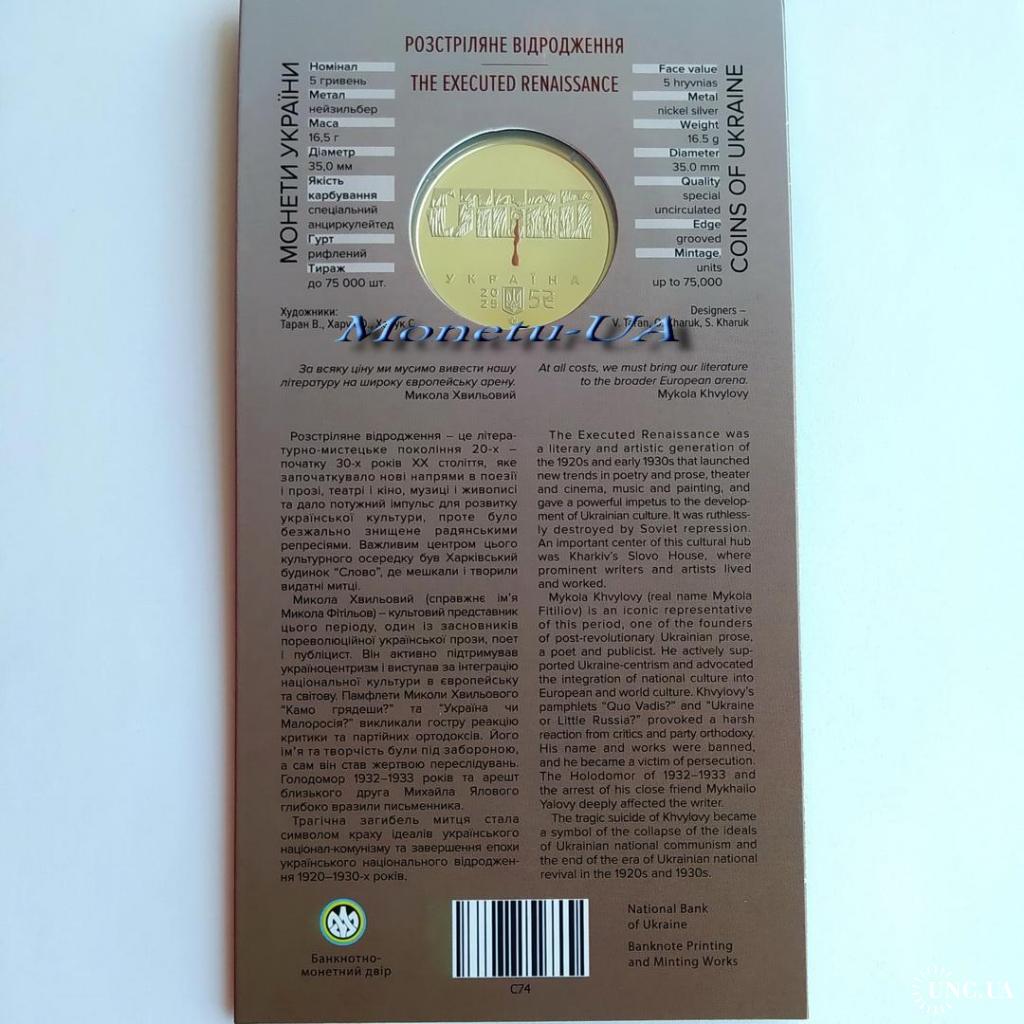 РОЗСТРІЛЯНЕ ВІДРОДЖЕННЯ
THE EXECUTED RENAISSANCE
МОНЕТИ УКРАЇНИ
Номінал
5 гривень
Метал
нейзильбер
Маса
16,5 г
Діаметр
35,0 мм
Якість
карбування
спеціальний
анциркулейтед
Гурт
рифлений
Тираж
до 75 000 шт.
Художники:
Таран В.,
COINS OF UKRAINE
Face value
5 hryvnias
Metal
nickel silver
Weight
16.5 g
Diameter
35.0 mm
Quality
special
uncirculated
Edge
grooved
Mintage,
units
up to 75,000
Designers –
V. Taran, O. Kharuk, S. Kharuk
УКРАЇНА
20
5₴
Monetu-UA
За всяку ціну ми мусимо вивести нашу
літературу на широку європейську арену.
Микола Хвильовий
At all costs, we must bring our literature
to the broader European arena.
Mykola Khvylovy
Розстріляне відродження – це літера-
турно-мистецьке покоління 20-х –
початку 30-х років ХХ століття, яке
започаткувало нові напрями в поезії
і прозі, театрі і кіно, музиці і живописі
та дало потужний імпульс для розвитку
української культури, проте було
безжально знищене радянськими
репресіями. Важливим центром цього
культурного осередку був Харківський
будинок "Слово", де мешкали і творили
видатні митці.
Микола Хвильовий (справжнє ім'я
Микола Фітільов) – культовий представник
цього періоду, один із засновників
пореволюційної української прози, поет
і публіцист. Він активно підтримував
україноцентризм і виступав за інтеграцію
національної культури в європейську
та світову. Памфлети Миколи Хвильового
"Камо грядеши?" та "Україна чи
Малоросія?" викликали гостру реакцію
критики та партійних ортодоксів. Його
ім'я та творчість були під забороною,
а сам він став жертвою переслідувань.
Голодомор 1932–1933 років та арешт
близького друга Михайла Ялового
глибоко вразили письменника.
Трагічна загибель митця стала
символом краху ідеалів українського
націонал-комунізму та завершення епохи
українського національного відроджен-
ня 1920–1930-х років.
The Executed Renaissance was
a literary and artistic generation of
the 1920s and early 1930s that launched
new trends in poetry and prose, theater
and cinema, music and painting, and
gave a powerful impetus to the develop-
ment of Ukrainian culture. It was ruthless-
ly destroyed by Soviet repression.
An important center of this cultural hub
was Kharkiv's Slovo House, where
prominent writers and artists lived
and worked.
Mykola Khvylovy (real name Mykola
Fitiliov) is an iconic representative
of this period, one of the founders
of post-revolutionary Ukrainian prose,
a poet and publicist. He actively sup-
ported Ukraine-centrism and advocated
the integration of national culture into
European and world culture. Khvylovy's
pamphlets "Quo Vadis?" and "Ukraine
or Little Russia?" provoked a harsh
reaction from critics and party orthodoxy.
His name and works were banned,
and he became a victim of persecution.
The Holodomor of 1932–1933 and
the arrest of his close friend Mykhailo
Yalovy deeply affected the writer.
The tragic suicide of Khvylovy became
a symbol of the collapse of the ideals
of Ukrainian national communism and
the end of the era of Ukrainian national
revival in the 1920s and 1930s.
Банкнотно-
монетний двір
C74
National Bank
of Ukraine
Banknote Printing
and Minting Works
UNC.UA